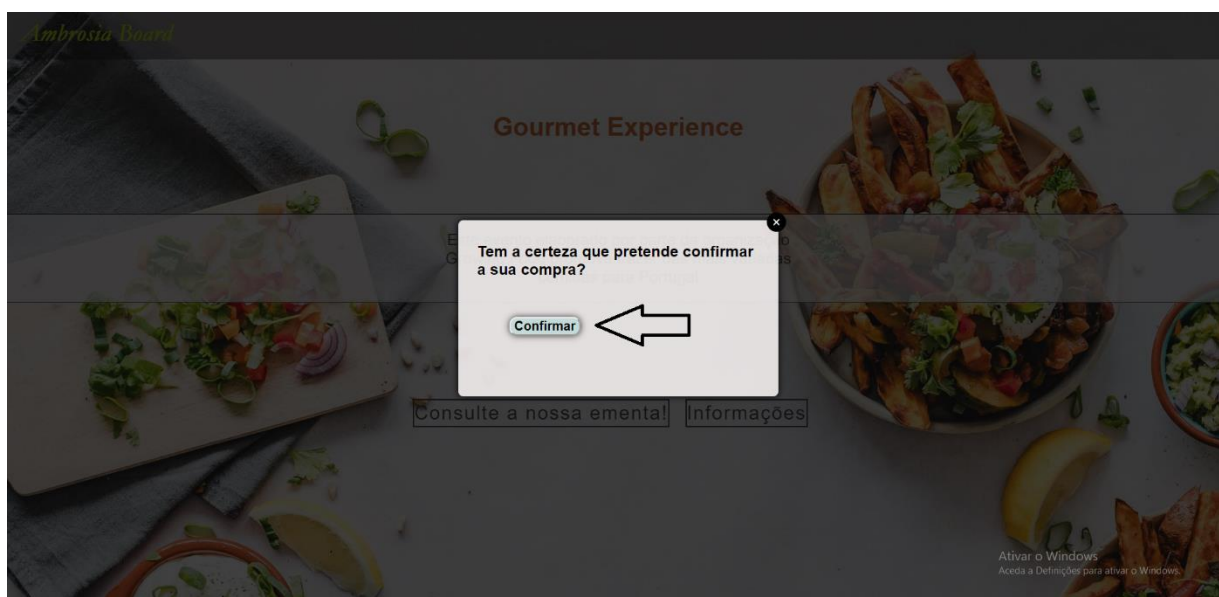 Ambrosia Board
Gourmet Experience
×
Tem a certeza que pretende confirmar
a sua compra?
Confirmar
Consulte a nossa ementa! Informações
Ativar o Windows
Aceda a Definições para ativar o Windows.